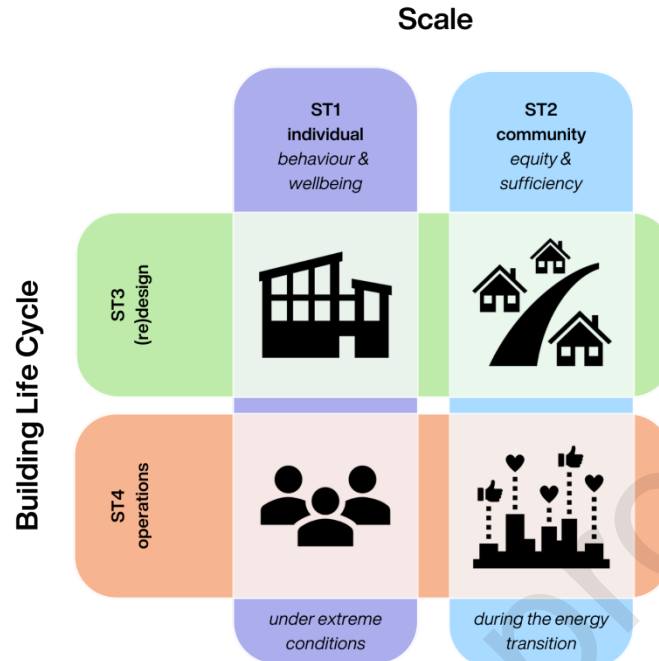 Scale
ST1
individual
behaviour &
wellbeing
ST2
community
equity &
sufficiency
Building Life Cycle
ST3
(re)design
ST4
operations
under extreme
conditions
during the energy
transition